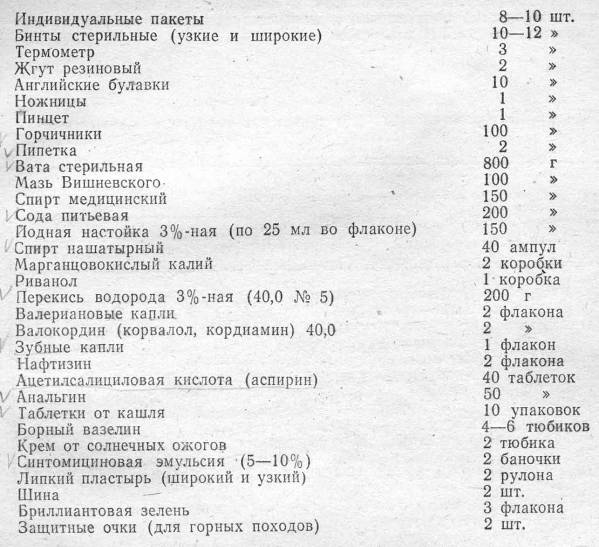 Индивидуальные пакеты 8—10 шт.
Бинты стерильные (узкие и широкие) 10—12 »
Термометр 3 »
Жгут резиновый 2 »
Английские булавки 10 »
Ножницы 1 »
Пинцет 1 »
Горчичники 100 »
Пипетка 2 »
Вата стерильная 800 г
Мазь Вишневского 100 »
Спирт медицинский 150 »
Сода питьевая 200 »
Йодная настойка 3%-ная (по 25 мл во флаконе) 150 »
Спирт нашатырный 40 ампул
Марганцовокислый калий 2 коробки
Риванол 1 коробка
Перекись водорода 3%-ная (40,0 № 5) 200 г
Валериановые капли 2 флакона
Валокордин (корвалол, кордиамин) 40,0 2 »
Зубные капли 1 флакон
Нафтизин 2 флакона
Ацетилсалициловая кислота (аспирин) 40 таблеток
Анальгин 50 »
Таблетки от кашля 10 упаковок
Борный вазелин 4—6 тюбиков
Крем от солнечных ожогов 2 тюбика
Синтомициновая эмульсия (5—10%) 2 баночки
Липкий пластырь (широкий и узкий) 2 рулона
Шина 2 шт.
Бриллиантовая зелень 3 флакона
Защитные очки (для горных походов) 2 шт.